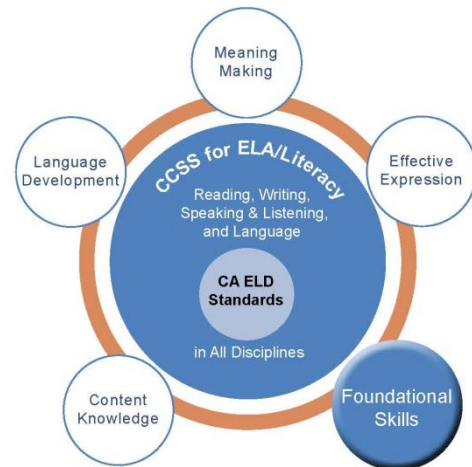 Meaning
Making
Language
Development
Effective
Expression
CCSS for ELA/Literacy
Reading, Writing,
Speaking & Listening,
and Language
CA ELD
Standards
in All Disciplines
Content
Knowledge
Foundational
Skills